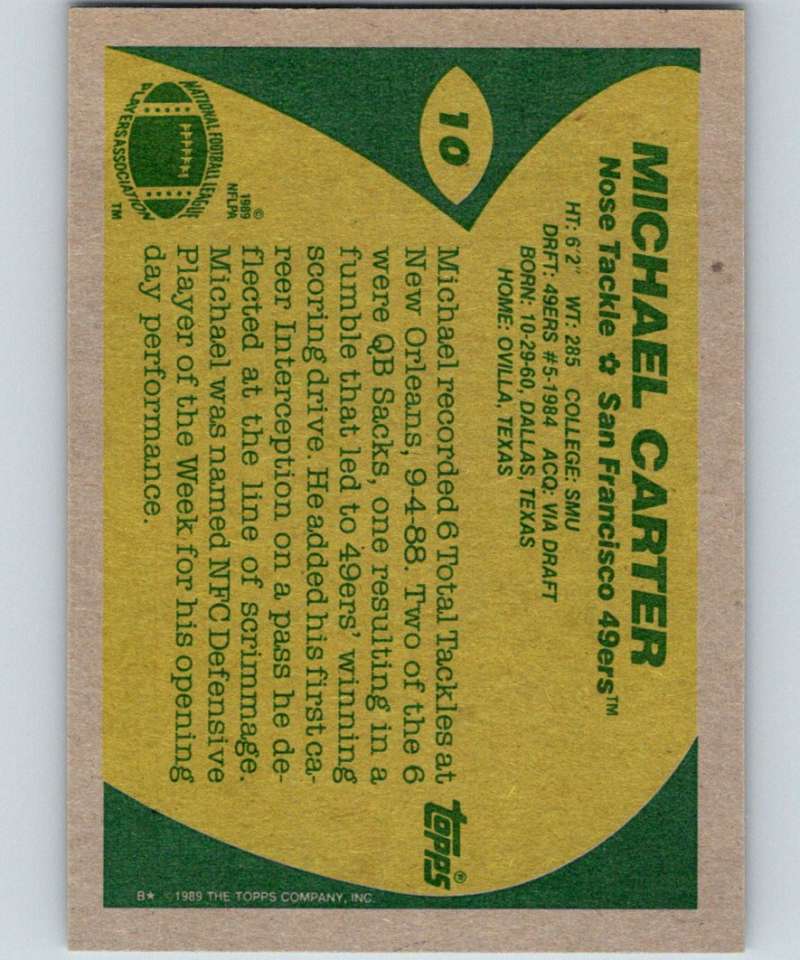 10
MICHAEL CARTER
Nose Tackle ✿ San Francisco 49ers™
HT: 6'2" WT: 285 COLLEGE: SMU
DRFT: 49ERS #5-1984 ACQ: VIA DRAFT
BORN: 10-29-60, DALLAS, TEXAS
HOME: OVILLA, TEXAS
Michael recorded 6 Total Tackles at
New Orleans, 9-4-88. Two of the 6
were QB Sacks, one resulting in a
fumble that led to 49ers' winning
scoring drive. He added his first ca-
reer Interception on a pass he de-
flected at the line of scrimmage.
Michael was named NFC Defensive
Player of the Week for his opening
day performance.
NATIONAL FOOTBALL LEAGUE
PLAYERS ASSOCIATION
™
©
1989
NFLPA
topps®
B★ ©1989 THE TOPPS COMPANY, INC.